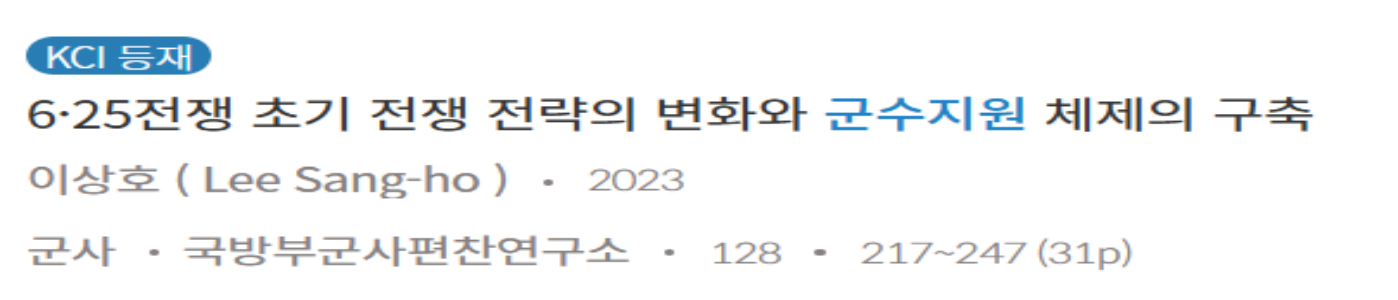 KCI 등재
6·25전쟁 초기 전쟁 전략의 변화와 군수지원 체제의 구축
이상호 ( Lee Sang-ho ) · 2023
군사 · 국방부군사편찬연구소 · 128 · 217~247 (31p)